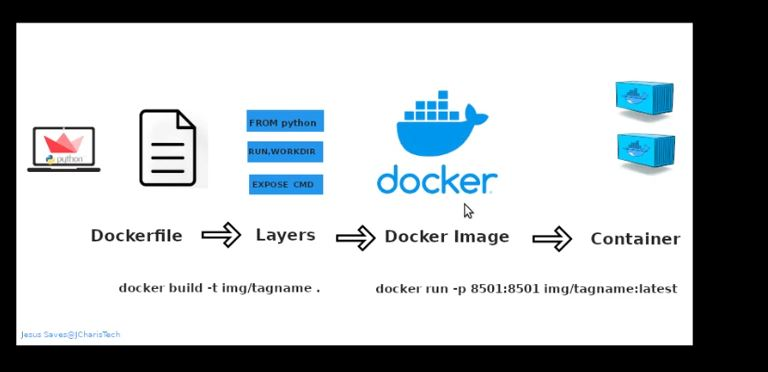 python
FROM python
RUN,WORKDIR
EXPOSE CMD
docker
Dockerfile
Layers
Docker Image
Container
docker build -t img/tagname .
docker run -p 8501:8501 img/tagname:latest
Jesus Saves@JCharisTech